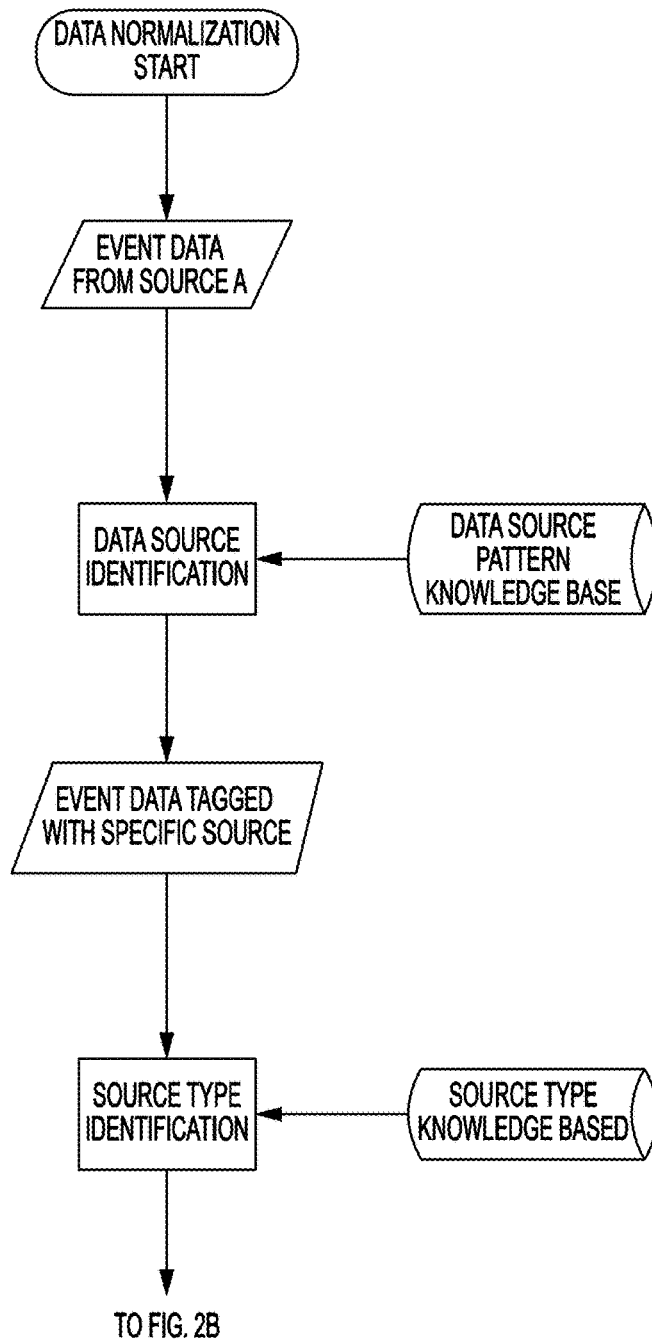 DATA NORMALIZATION
START
EVENT DATA
FROM SOURCE A
DATA SOURCE
IDENTIFICATION
DATA SOURCE
PATTERN
KNOWLEDGE BASE
EVENT DATA TAGGED
WITH SPECIFIC SOURCE
SOURCE TYPE
IDENTIFICATION
SOURCE TYPE
KNOWLEDGE BASED
TO FIG. 2B